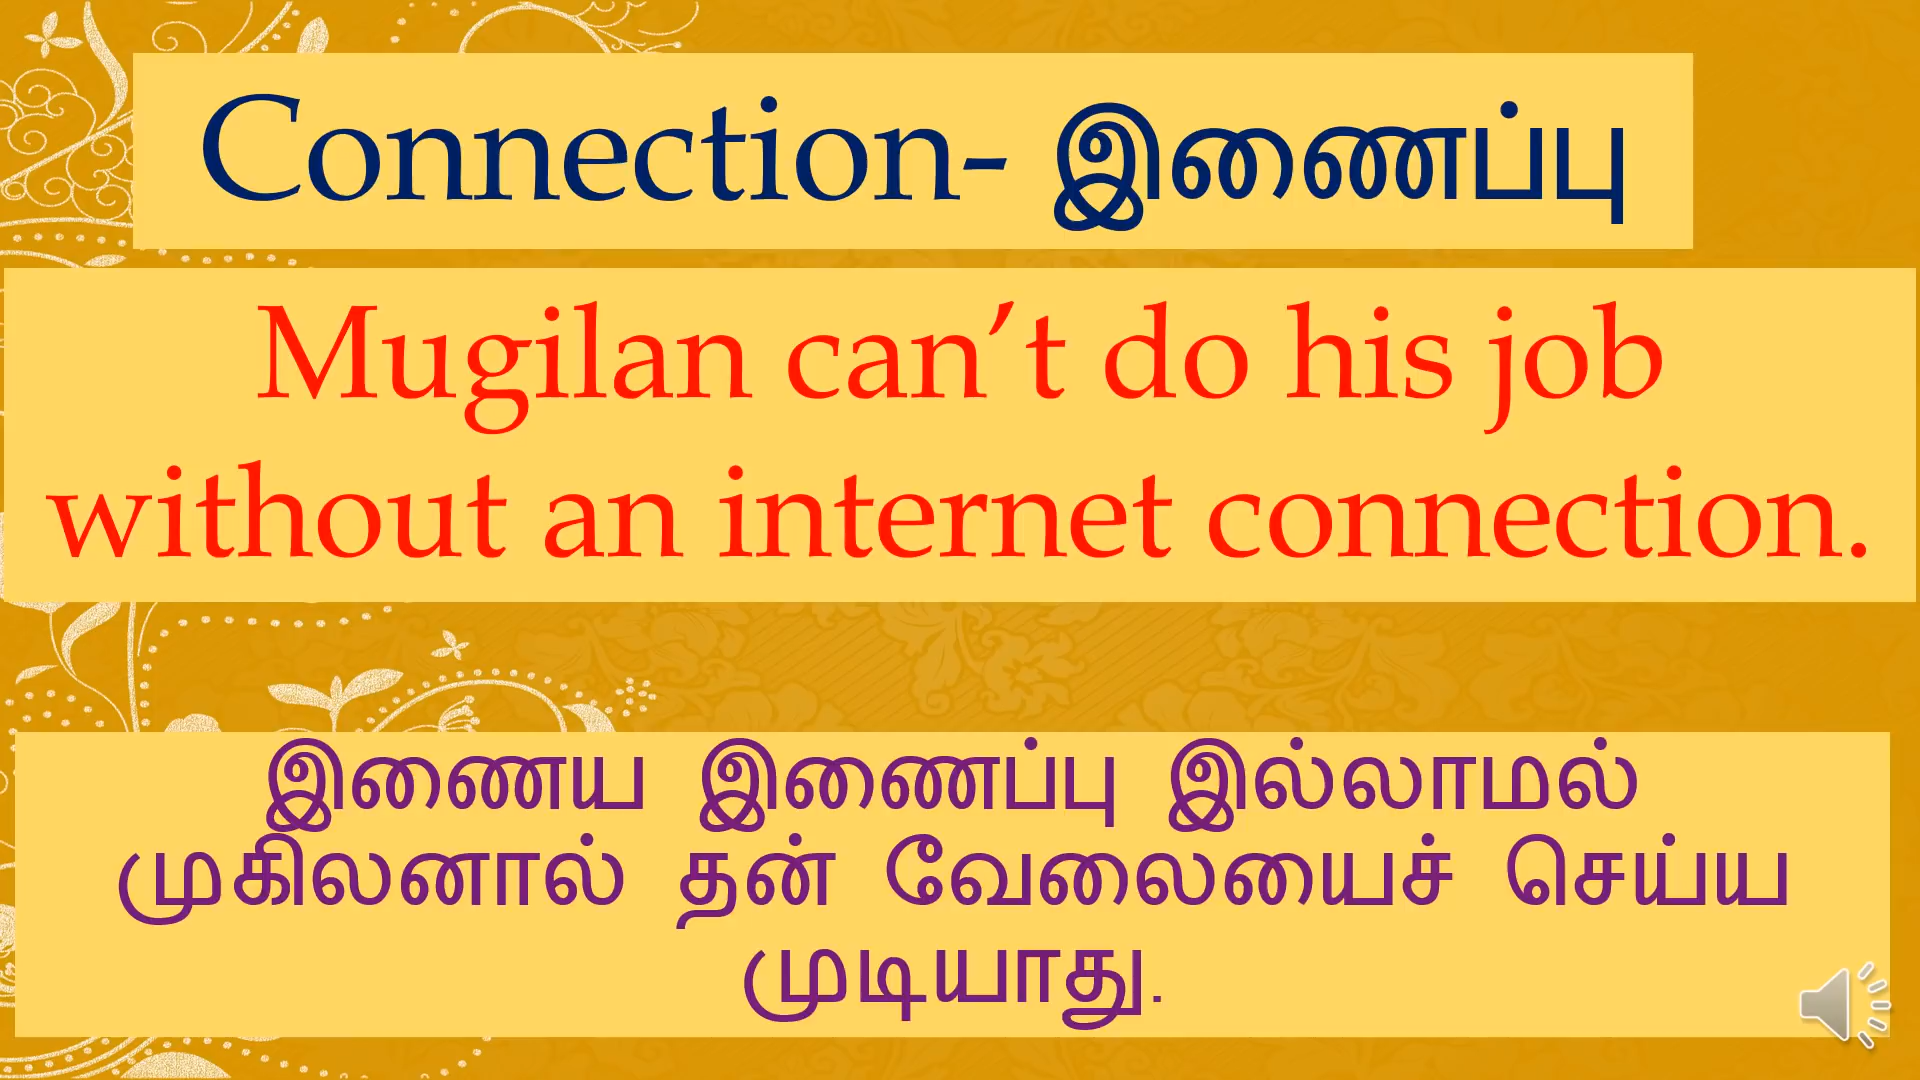 Connection- இணைப்பு
Mugilan can’t do his job
without an internet connection.
இணைய இணைப்பு இல்லாமல்
முகிலனால் தன் வேலையைச் செய்ய
முடியாது.